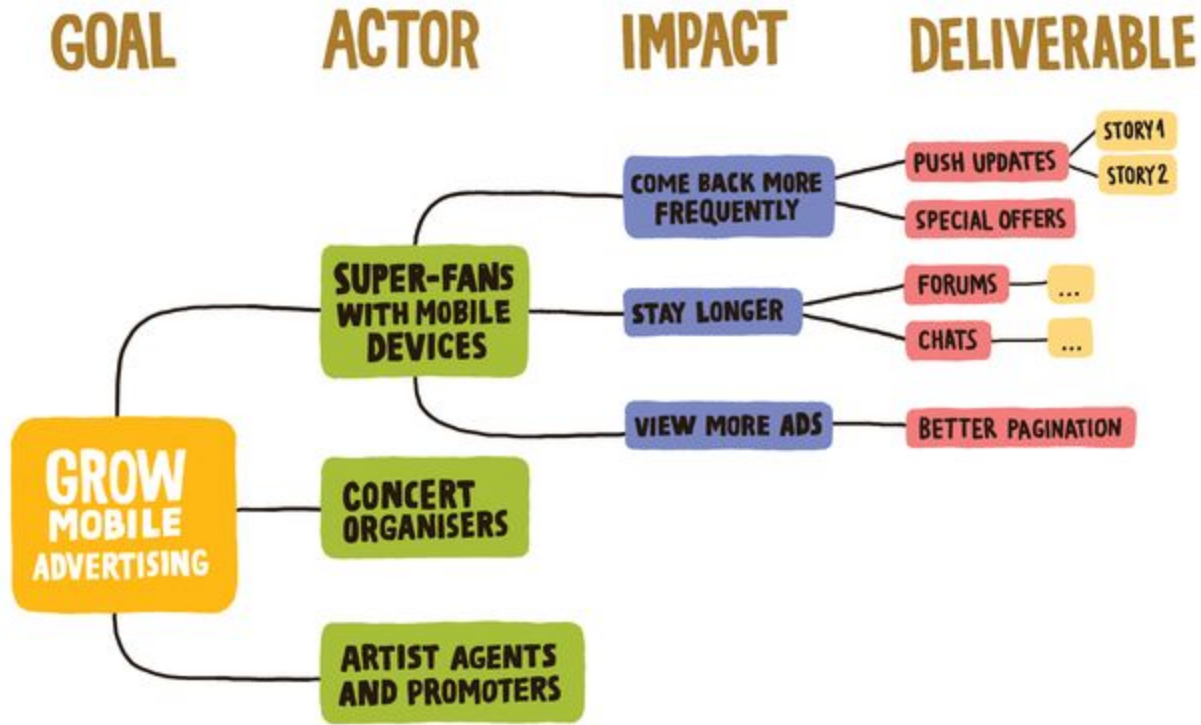 GOAL ACTOR IMPACT DELIVERABLE
GROW
MOBILE
ADVERTISING
SUPER-FANS
WITH MOBILE
DEVICES
CONCERT
ORGANISERS
ARTIST AGENTS
AND PROMOTERS
COME BACK MORE
FREQUENTLY
STAY LONGER
VIEW MORE ADS
PUSH UPDATES
STORY 1
STORY 2
SPECIAL OFFERS
FORUMS
...
CHATS
...
BETTER PAGINATION